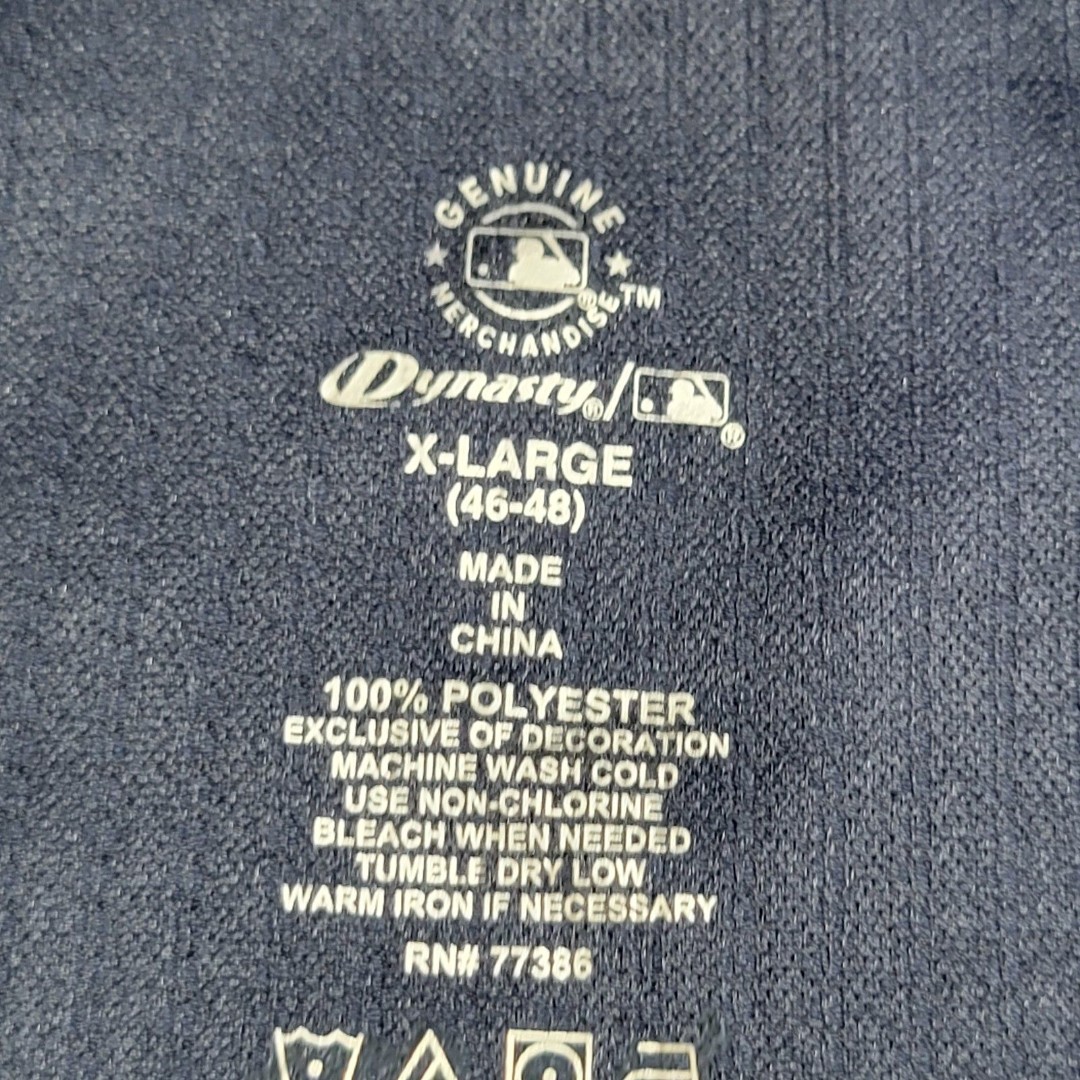 GENUINE
MERCHANDISE™
Dynasty®/®
X-LARGE
(46-48)
MADE
IN
CHINA
100% POLYESTER
EXCLUSIVE OF DECORATION
MACHINE WASH COLD
USE NON-CHLORINE
BLEACH WHEN NEEDED
TUMBLE DRY LOW
WARM IRON IF NECESSARY
RN# 77386